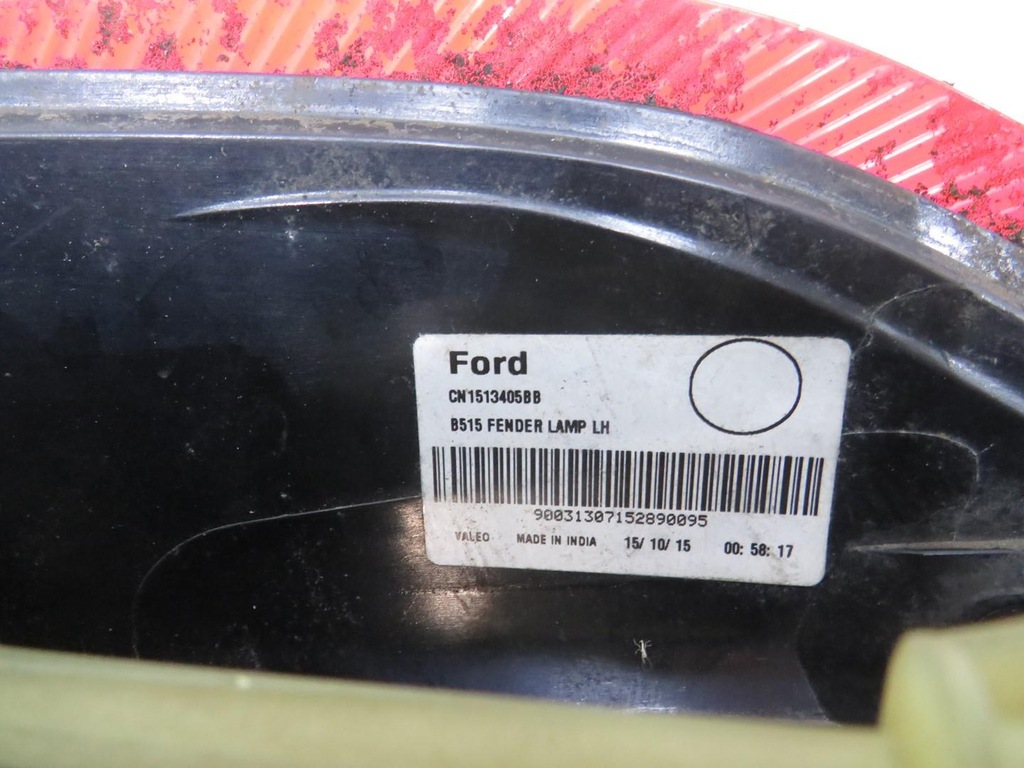 Ford
CN1513405BB
B515 FENDER LAMP LH
90031307152890095
VALEO MADE IN INDIA 15/ 10/ 15 00: 58: 17